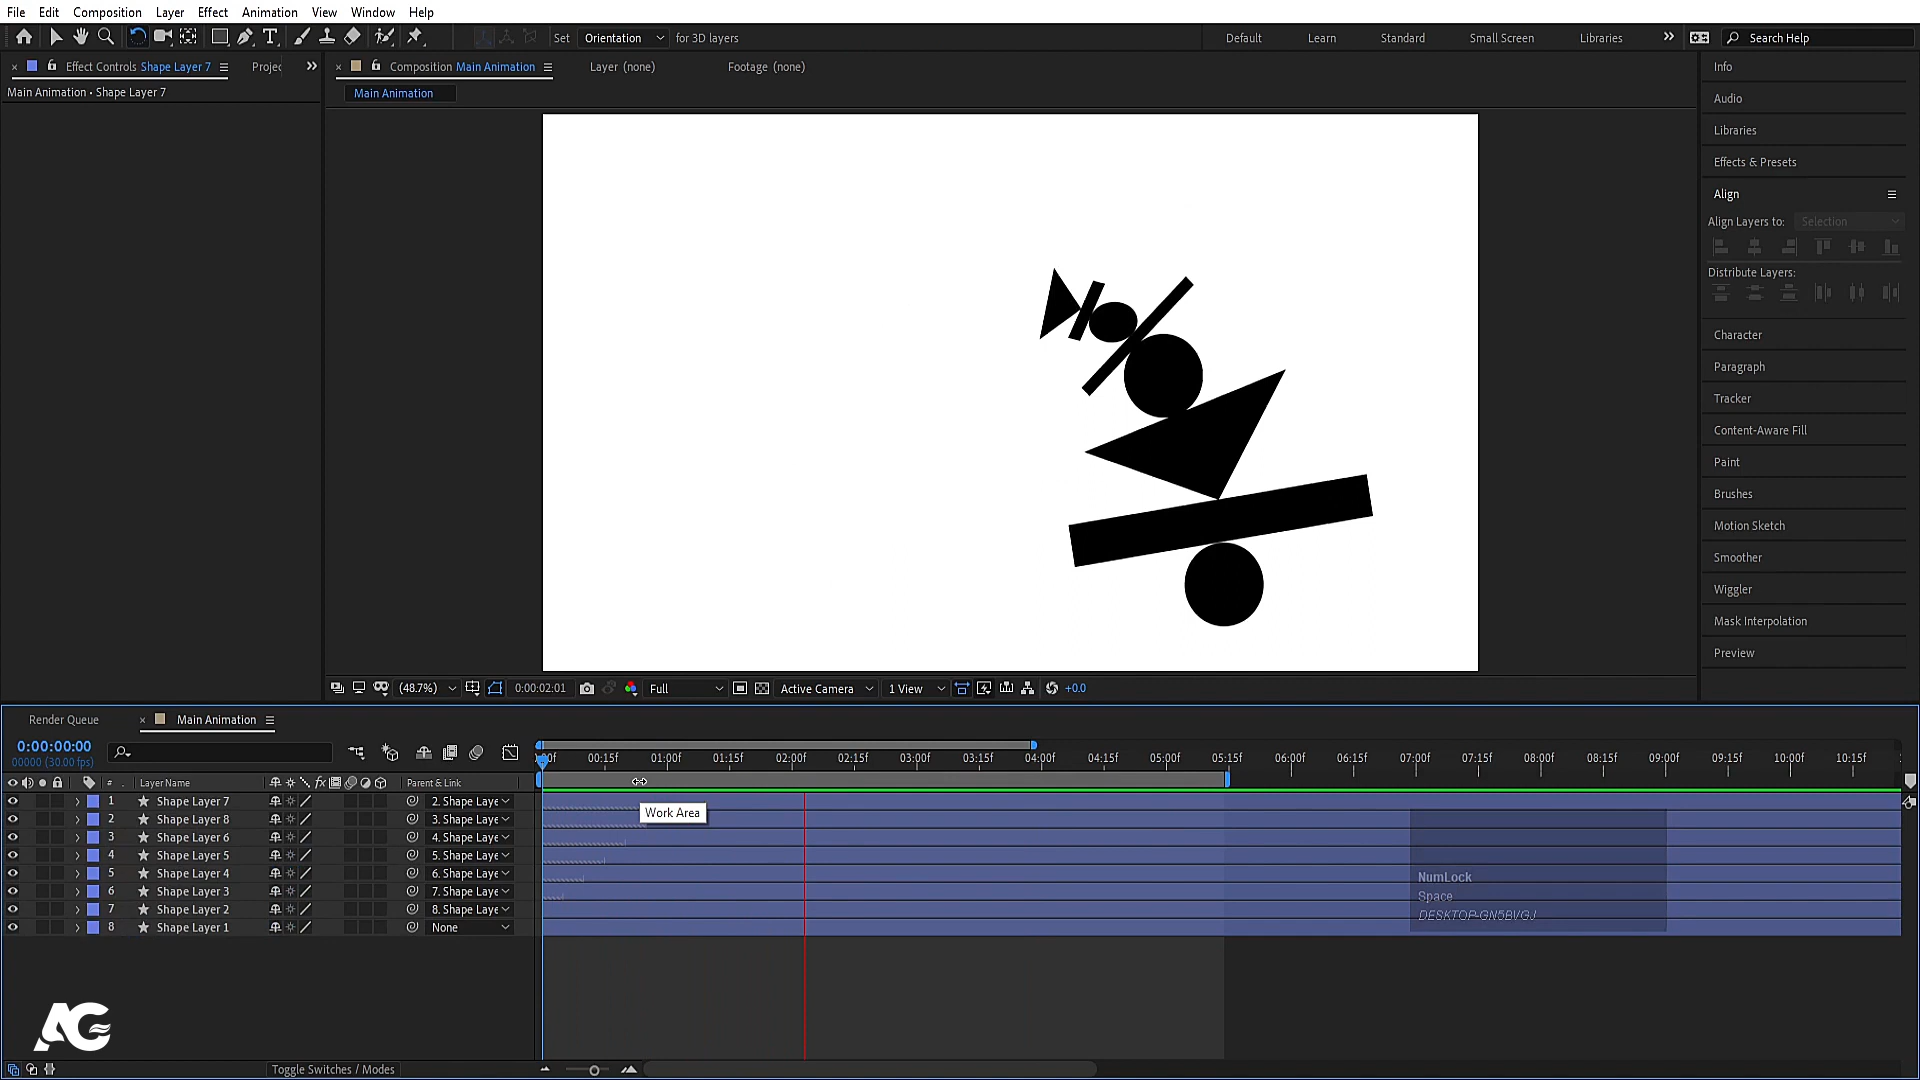 File Edit Composition Layer Effect Animation View Window Help
Set Orientation for 3D layers Default Learn Standard Small Screen Libraries » Search Help
× Effect Controls Shape Layer 7 Projec » × Composition Main Animation Layer (none) Footage (none) Info
Main Animation • Shape Layer 7 Main Animation
Audio
Libraries
Effects & Presets
Align
Align Layers to: Selection
Distribute Layers:
Character
Paragraph
Tracker
Content-Aware Fill
Paint
Brushes
Motion Sketch
Smoother
Wiggler
Mask Interpolation
Preview
(48.7%) 0:00:02:01 Full Active Camera 1 View +0.0
Render Queue × Main Animation
0:00:00:00
00000 (30.00 fps)
00f 00:15f 01:00f 01:15f 02:00f 02:15f 03:00f 03:15f 04:00f 04:15f 05:00f 05:15f 06:00f 06:15f 07:00f 07:15f 08:00f 08:15f 09:00f 09:15f 10:00f 10:15f
# . Layer Name fx Parent & Link
1 Shape Layer 7 2. Shape Laye
Work Area
2 Shape Layer 8 3. Shape Laye
3 Shape Layer 6 4. Shape Laye
4 Shape Layer 5 5. Shape Laye
5 Shape Layer 4 6. Shape Laye
6 Shape Layer 3 7. Shape Laye
7 Shape Layer 2 8. Shape Laye
8 Shape Layer 1 None
NumLock
Space
DESKTOP-GN5BVGJ
AG
Toggle Switches / Modes